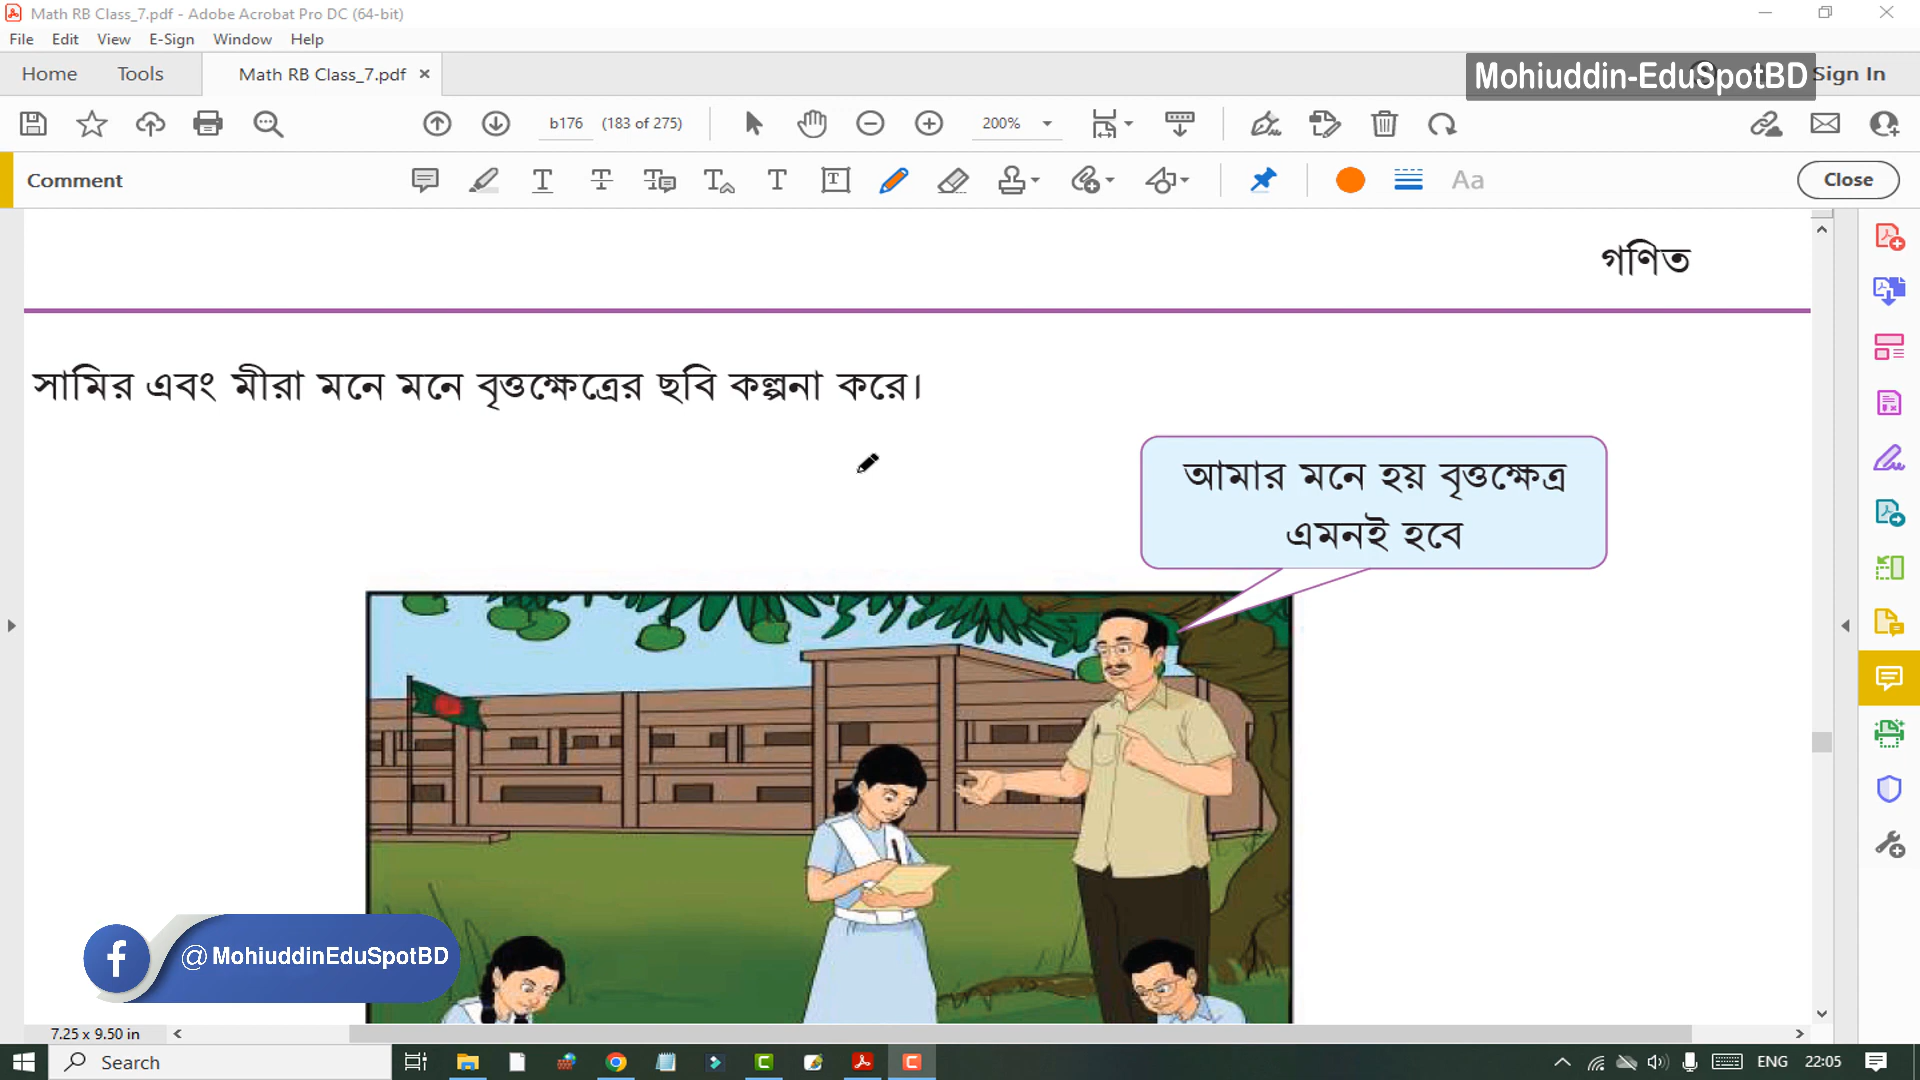 Math RB Class_7.pdf - Adobe Acrobat Pro DC (64-bit)
File Edit View E-Sign Window Help
Home Tools Math RB Class_7.pdf × Mohiuddin-EduSpotBD Sign In
b176 (183 of 275) 200%
Comment T T T T T T Aa Close
গণিত
সামির এবং মীরা মনে মনে বৃত্তক্ষেত্রের ছবি কল্পনা করে।
আমার মনে হয় বৃত্তক্ষেত্র
এমনই হবে
f @MohiuddinEduSpotBD
7.25 x 9.50 in
Search ENG 22:05